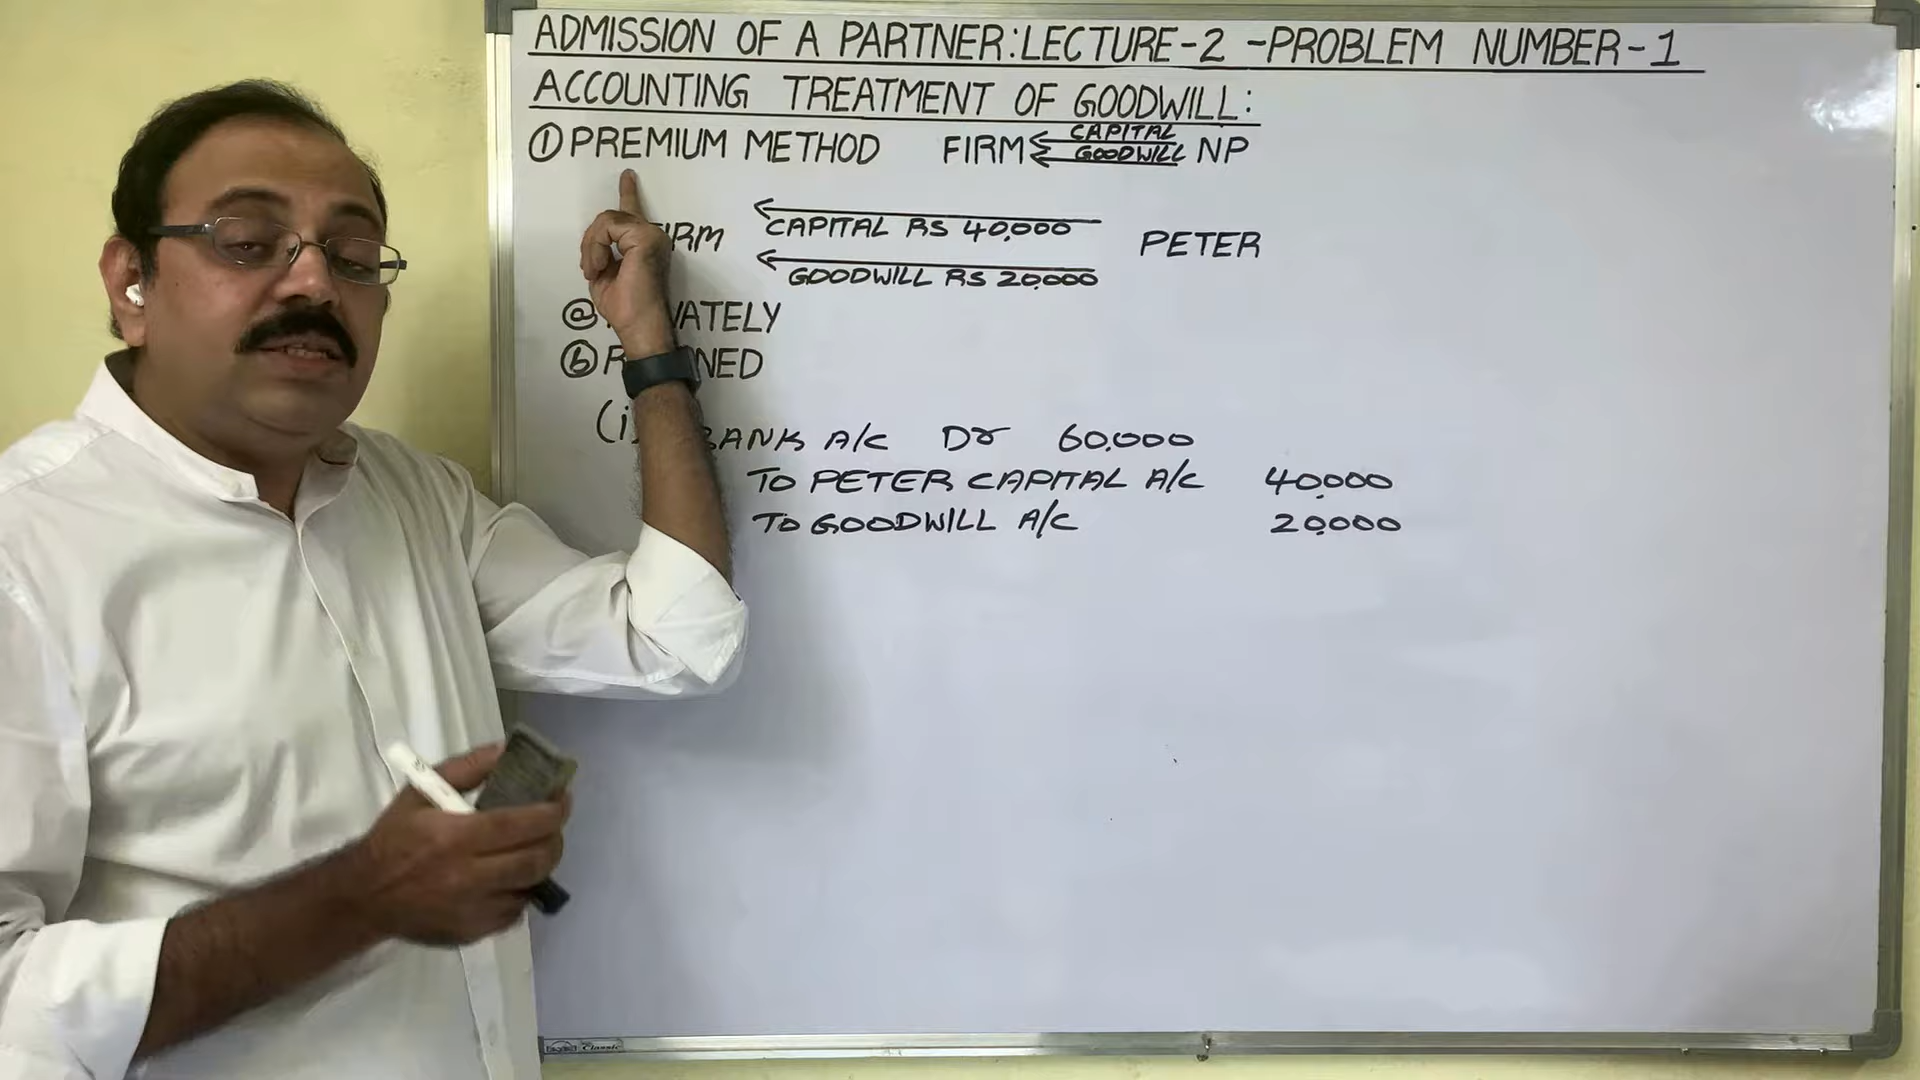 ADMISSION OF A PARTNER: LECTURE-2 -PROBLEM NUMBER-1
ACCOUNTING TREATMENT OF GOODWILL:
① PREMIUM METHOD FIRM CAPITAL GOODWILL NP
CAPITAL RS 40,000
PETER
GOODWILL RS 20,000
ⓐ
ⓑ
BANK A/C Dr 60,000
TO PETER CAPITAL A/C 40,000
TO GOODWILL A/C 20,000
Classic